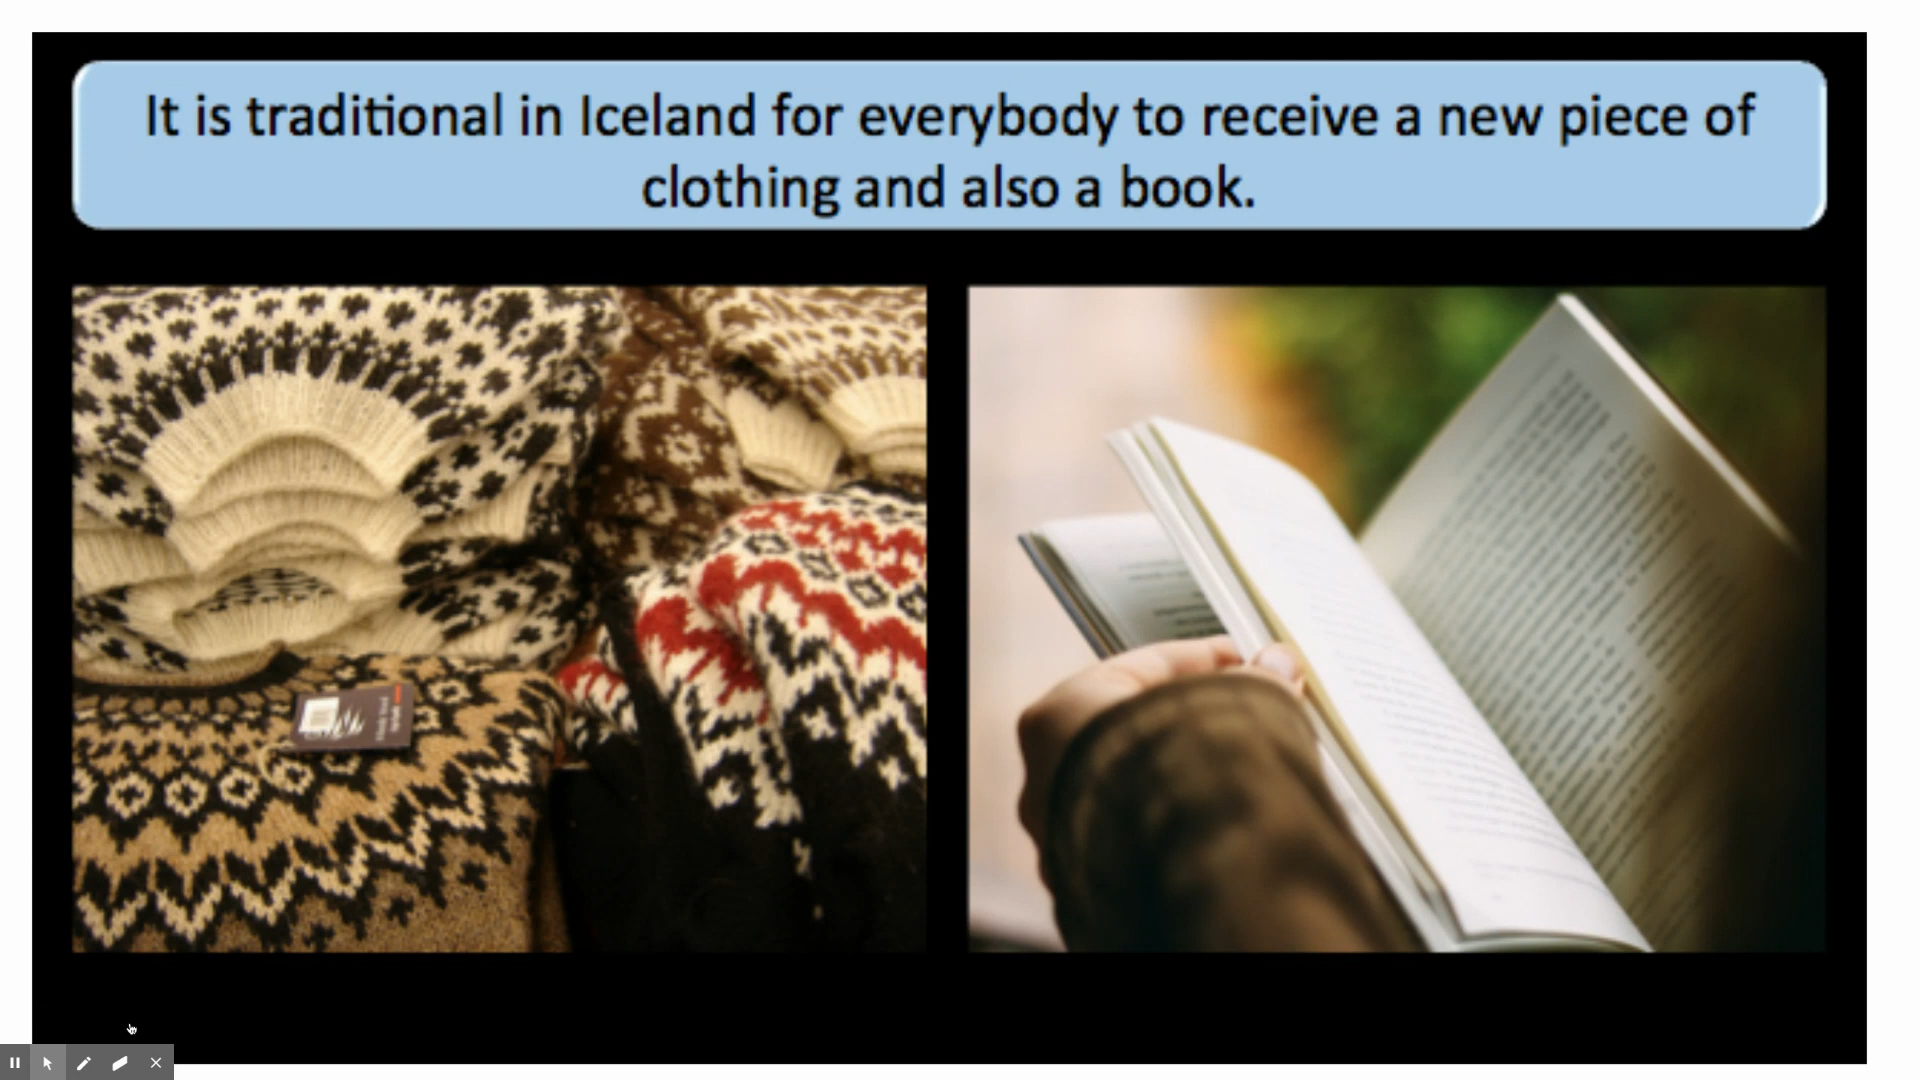 It is traditional in Iceland for everybody to receive a new piece of
clothing and also a book.